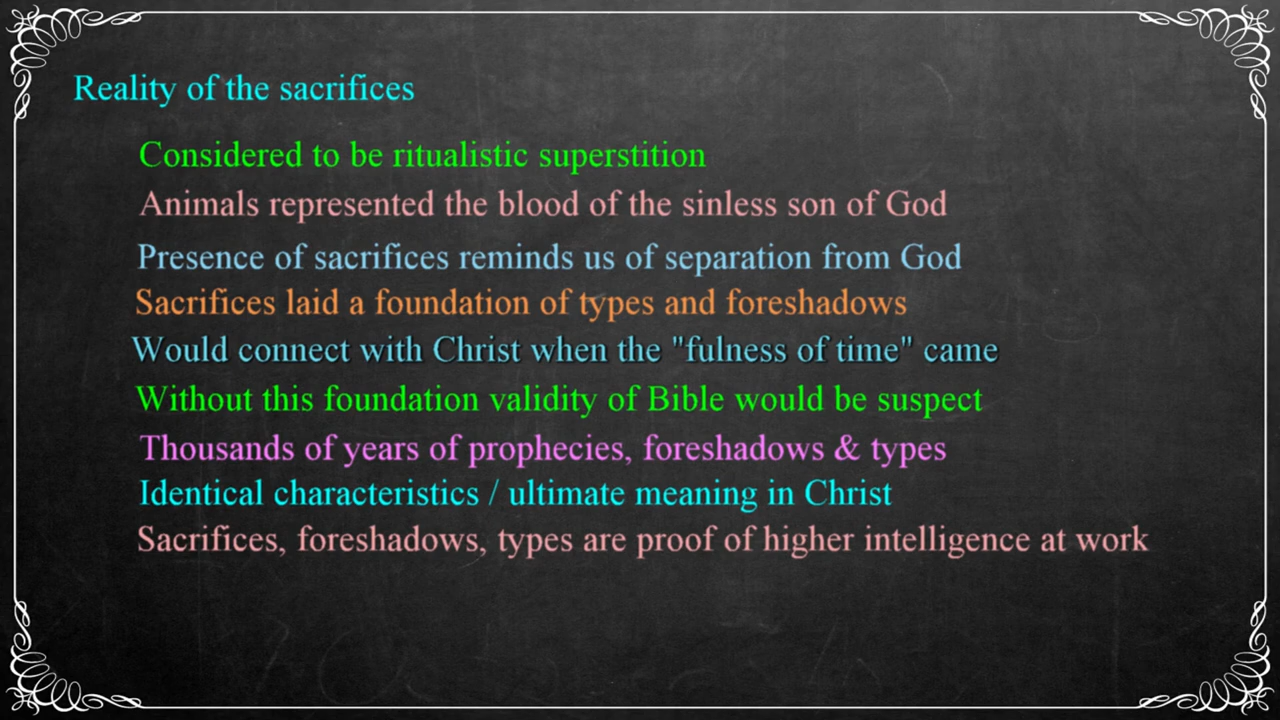 Reality of the sacrifices
Considered to be ritualistic superstition
Animals represented the blood of the sinless son of God
Presence of sacrifices reminds us of separation from God
Sacrifices laid a foundation of types and foreshadows
Would connect with Christ when the "fulness of time" came
Without this foundation validity of Bible would be suspect
Thousands of years of prophecies, foreshadows & types
Identical characteristics / ultimate meaning in Christ
Sacrifices, foreshadows, types are proof of higher intelligence at work